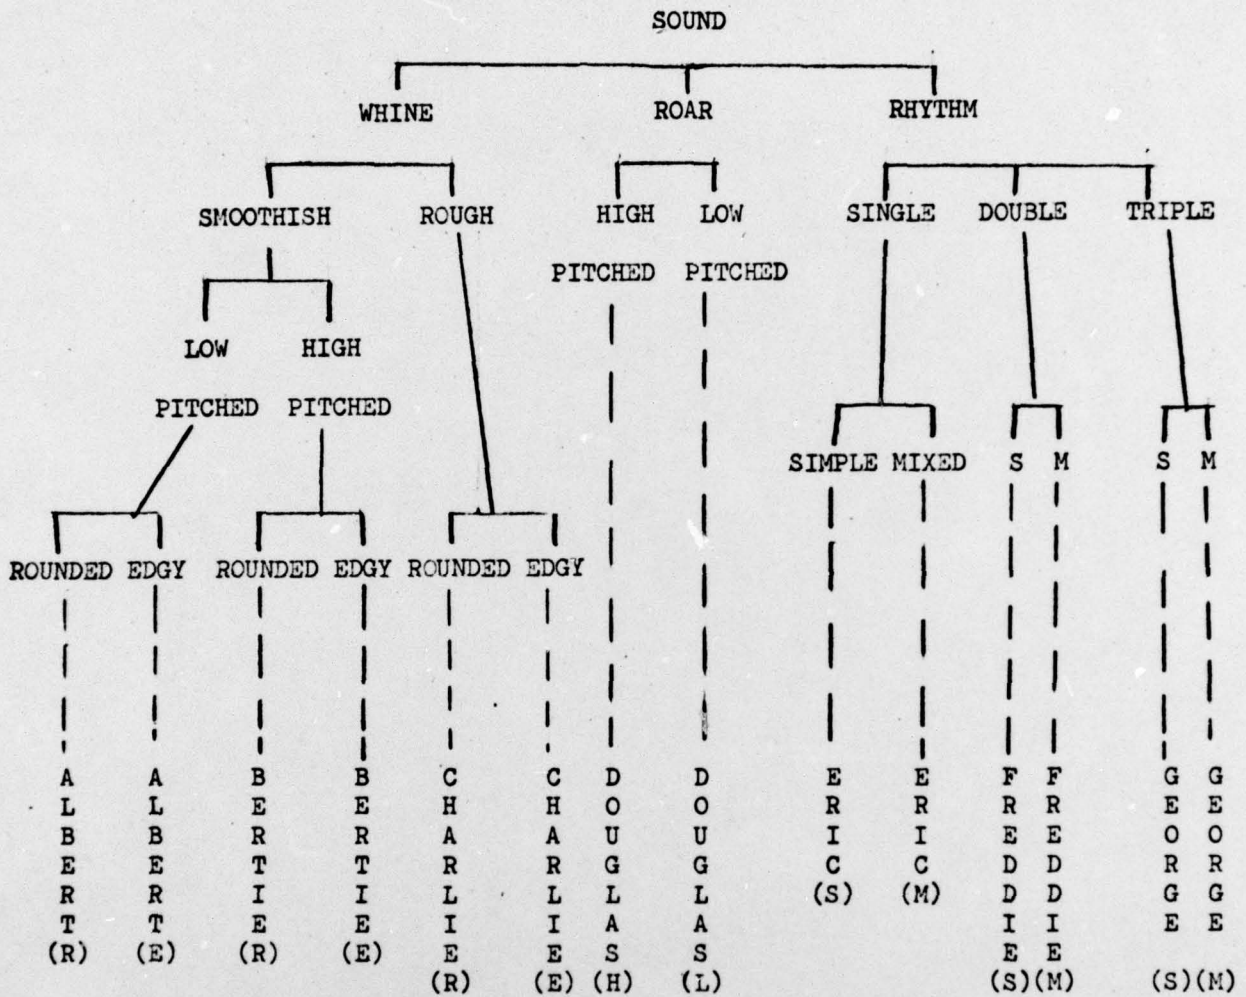 SOUND
WHINE ROAR RHYTHM
SMOOTHISH ROUGH HIGH LOW SINGLE DOUBLE TRIPLE
PITCHED PITCHED
LOW HIGH
PITCHED PITCHED
SIMPLE MIXED S M S M
ROUNDED EDGY ROUNDED EDGY ROUNDED EDGY
ALBERT (R)
ALBERT (E)
BERTIE (R)
BERTIE (E)
CHARLIE (R)
CHARLIE (E)
DOUGLAS (H)
DOUGLAS (L)
ERIC (S)
ERIC (M)
FREDDIE (S)
FREDDIE (M)
GEORGE (S)
GEORGE (M)